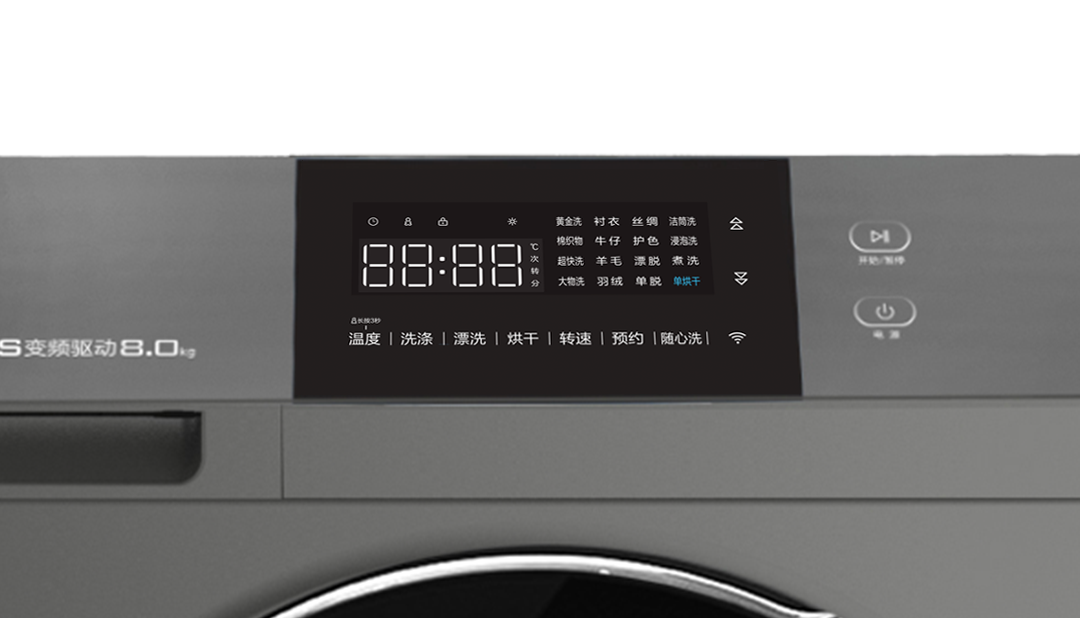 黄金洗 衬衣 丝绸 洁筒洗
棉织物 牛仔 护色 浸泡洗
超快洗 羊毛 漂脱 煮洗
大物洗 羽绒 单脱 单烘干
88:88
℃
次
转
分
长按3秒
温度 | 洗涤 | 漂洗 | 烘干 | 转速 | 预约 | 随心洗 |
开始/暂停
电源
S变频驱动8.0kg